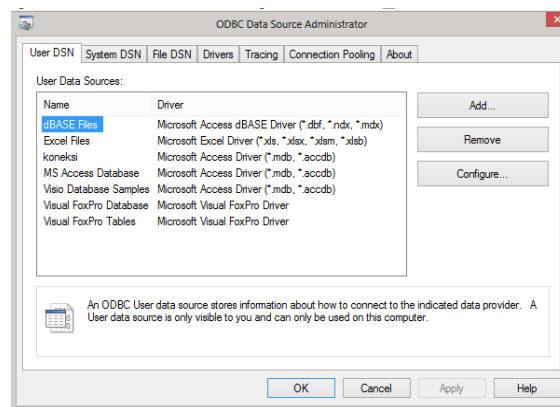 ODBC Data Source Administrator
User DSN System DSN File DSN Drivers Tracing Connection Pooling About
User Data Sources:
Name Driver
dBASE Files Microsoft Access dBASE Driver (*.dbf, *.ndx, *.mdx)
Excel Files Microsoft Excel Driver (*.xls, *.xlsx, *.xlsm, *.xlsb)
koneksi Microsoft Access Driver (*.mdb, *.accdb)
MS Access Database Microsoft Access Driver (*.mdb, *.accdb)
Visio Database Samples Microsoft Access Driver (*.mdb, *.accdb)
Visual FoxPro Database Microsoft Visual FoxPro Driver
Visual FoxPro Tables Microsoft Visual FoxPro Driver
Add...
Remove
Configure...
An ODBC User data source stores information about how to connect to the indicated data provider. A
User data source is only visible to you and can only be used on this computer.
OK Cancel Apply Help